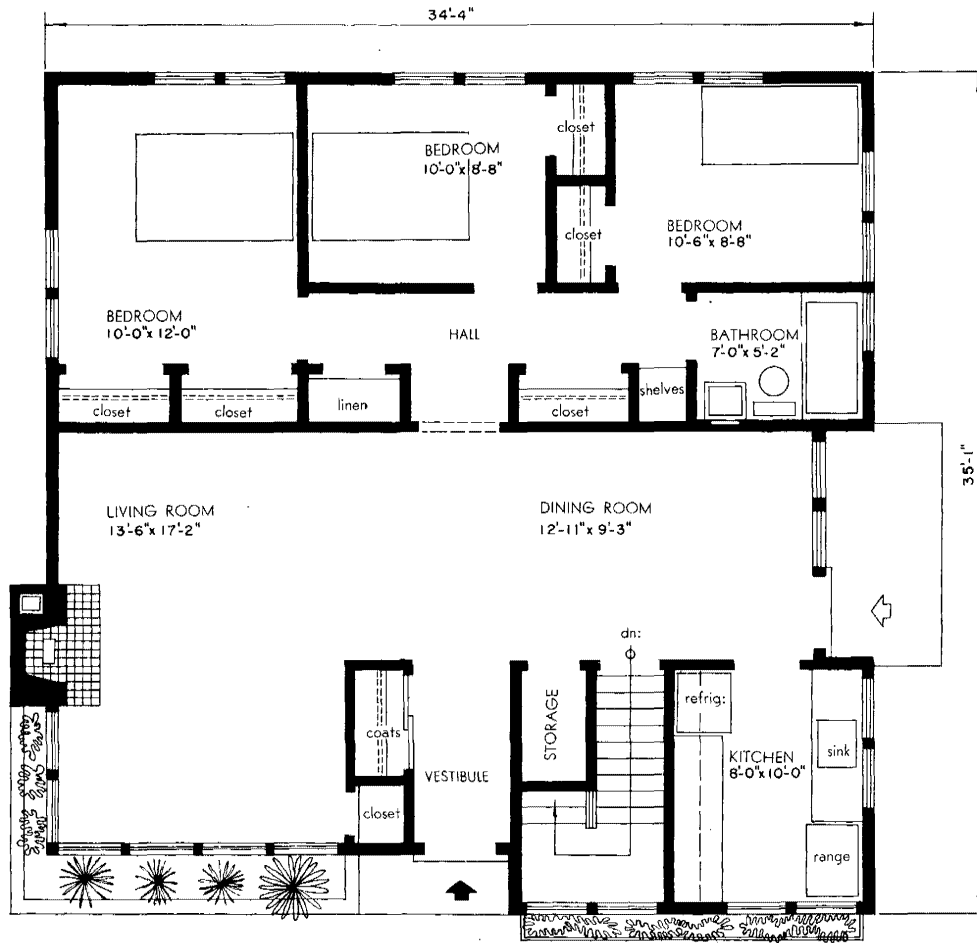 34'-4"
closet
BEDROOM
10'-0"x 8'-8"
closet
BEDROOM
10'-6"x 8'-8"
BEDROOM
10'-0"x 12'-0"
HALL
BATHROOM
7'-0"x 5'-2"
closet
closet
linen
closet
shelves
35'-1"
LIVING ROOM
13'-6"x 17'-2"
DINING ROOM
12'-11"x 9'-3"
dn:
refrig:
STORAGE
coats
VESTIBULE
KITCHEN
8'-0"x10'-0"
sink
closet
range